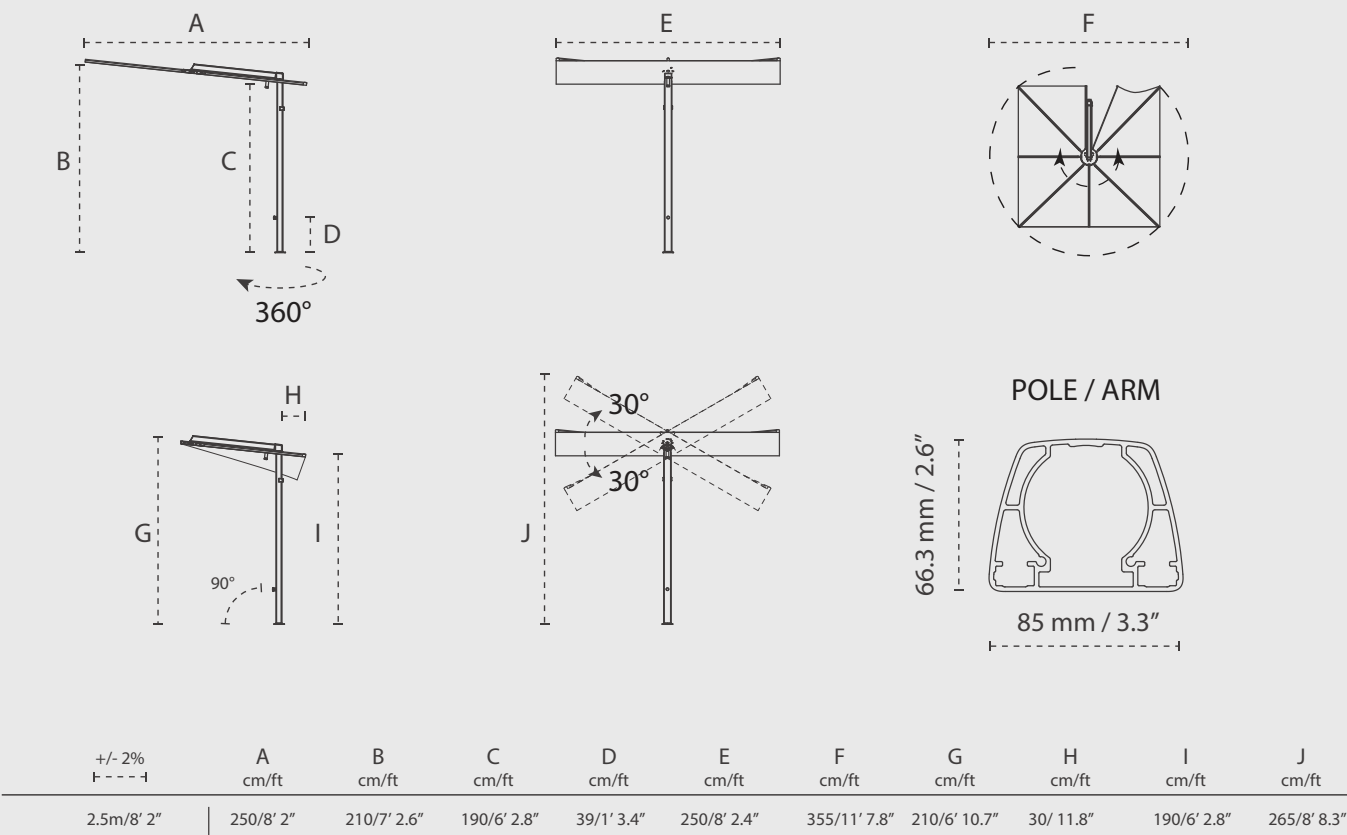 A
E
F
B
C
D
360°
H
30°
30°
G
I
J
90°
POLE / ARM
66.3 mm / 2.6”
85 mm / 3.3”
+/- 2% A B C D E F G H I J
cm/ft cm/ft cm/ft cm/ft cm/ft cm/ft cm/ft cm/ft cm/ft cm/ft
2.5m/8’ 2” 250/8’ 2” 210/7’ 2.6” 190/6’ 2.8” 39/1’ 3.4” 250/8’ 2.4” 355/11’ 7.8” 210/6’ 10.7” 30/ 11.8” 190/6’ 2.8” 265/8’ 8.3”